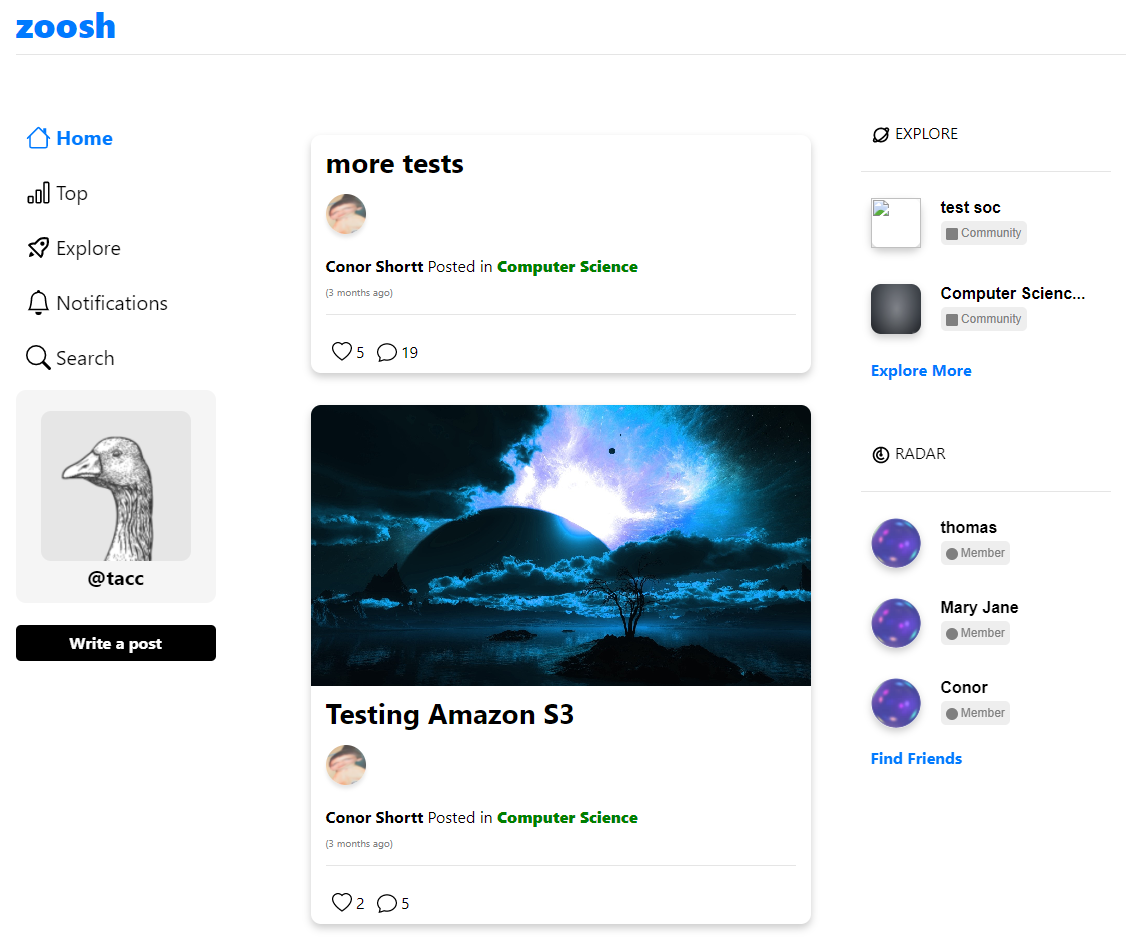 zoosh
Home
Top
Explore
Notifications
Search
@tacc
Write a post
more tests
Conor Shortt Posted in Computer Science
(3 months ago)
5 19
Testing Amazon S3
Conor Shortt Posted in Computer Science
(3 months ago)
2 5
EXPLORE
test soc
Community
Computer Scienc...
Community
Explore More
RADAR
thomas
Member
Mary Jane
Member
Conor
Member
Find Friends